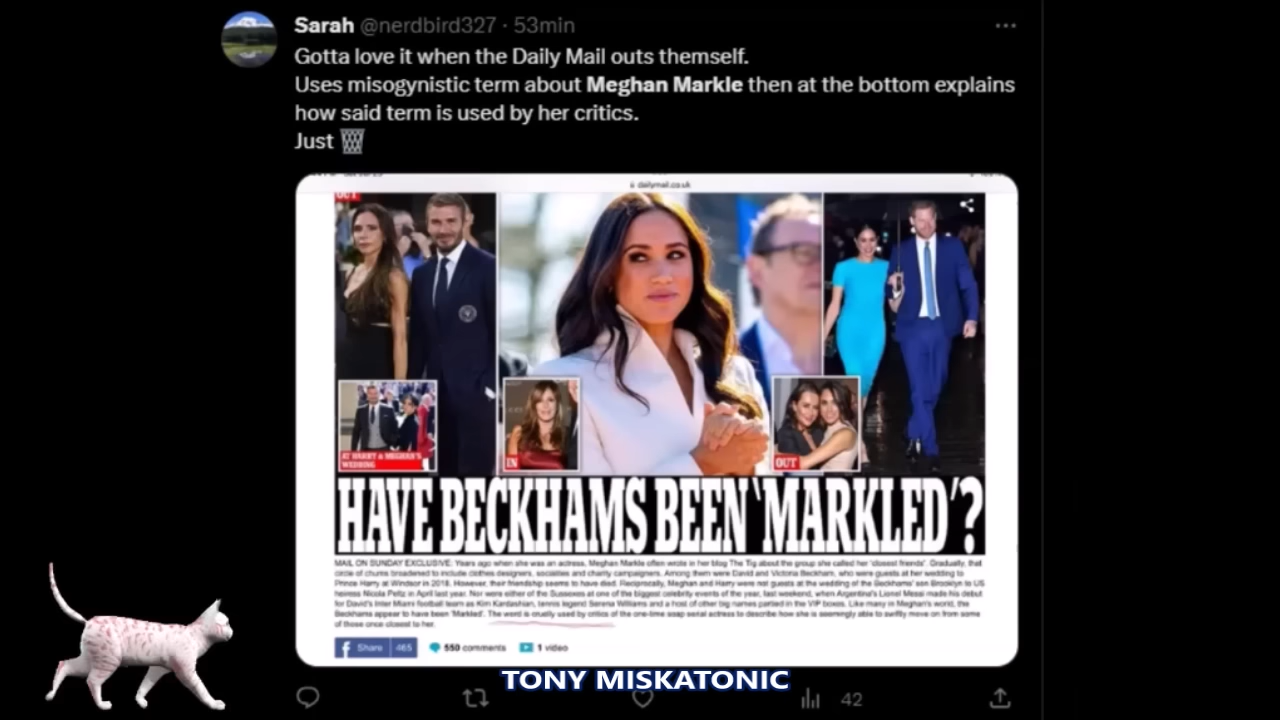 Sarah @nerdbird327 · 53min
Gotta love it when the Daily Mail outs themself.
Uses misogynistic term about Meghan Markle then at the bottom explains
how said term is used by her critics.
Just
dailymail.co.uk
OUT
AT HARRY & MEGHAN'S
WEDDING
IN
OUT
HAVE BECKHAMS BEEN 'MARKLED'?
MAIL ON SUNDAY EXCLUSIVE: Years ago when she was an actress, Meghan Markle often wrote in her blog The Tig about the group she called her 'closest friends'. Gradually, that
circle of chums broadened to include clothes designers, socialites and charity campaigners. Among them were David and Victoria Beckham, who were guests at her wedding to
Prince Harry at Windsor in 2018. However, their friendship seems to have died. Reciprocally, Meghan and Harry were not guests at the wedding of the Beckhams' son Brooklyn to US
heiress Nicola Peltz in April last year. Nor were either of the Sussexes at one of the biggest celebrity events of the year, last weekend, when Argentina's Lionel Messi made his debut
for David's Inter Miami football team as Kim Kardashian, tennis legend Serena Williams and a host of other big names partied in the VIP boxes. Like many in Meghan's world, the
Beckhams appear to have been 'Markled'. The word is cruelly used by critics of the one-time soap serial actress to describe how she is seemingly able to swiftly move on from some
of those once closest to her.
Share 465 550 comments 1 video
TONY MISKATONIC
42